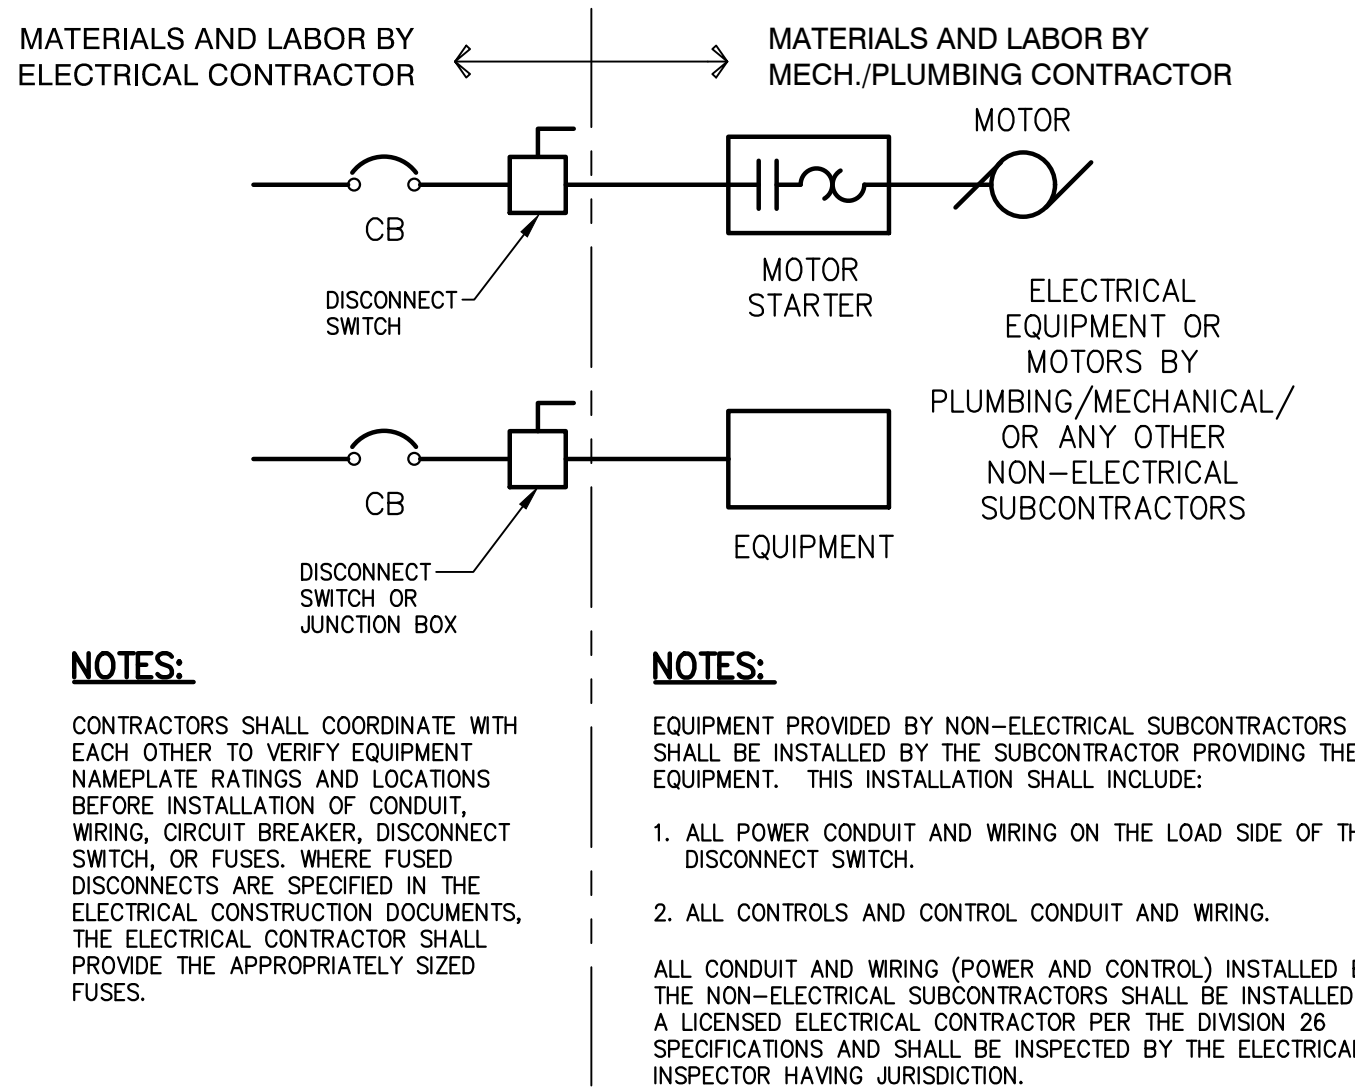 MATERIALS AND LABOR BY
ELECTRICAL CONTRACTOR
MATERIALS AND LABOR BY
MECH./PLUMBING CONTRACTOR
MOTOR
CB
DISCONNECT
SWITCH
MOTOR
STARTER
ELECTRICAL
EQUIPMENT OR
MOTORS BY
PLUMBING/MECHANICAL/
OR ANY OTHER
NON-ELECTRICAL
SUBCONTRACTORS
CB
DISCONNECT
SWITCH OR
JUNCTION BOX
EQUIPMENT
NOTES:
CONTRACTORS SHALL COORDINATE WITH
EACH OTHER TO VERIFY EQUIPMENT
NAMEPLATE RATINGS AND LOCATIONS
BEFORE INSTALLATION OF CONDUIT,
WIRING, CIRCUIT BREAKER, DISCONNECT
SWITCH, OR FUSES. WHERE FUSED
DISCONNECTS ARE SPECIFIED IN THE
ELECTRICAL CONSTRUCTION DOCUMENTS,
THE ELECTRICAL CONTRACTOR SHALL
PROVIDE THE APPROPRIATELY SIZED
FUSES.
NOTES:
EQUIPMENT PROVIDED BY NON-ELECTRICAL SUBCONTRACTORS
SHALL BE INSTALLED BY THE SUBCONTRACTOR PROVIDING THE
EQUIPMENT. THIS INSTALLATION SHALL INCLUDE:
1. ALL POWER CONDUIT AND WIRING ON THE LOAD SIDE OF
DISCONNECT SWITCH.
2. ALL CONTROLS AND CONTROL CONDUIT AND WIRING.
ALL CONDUIT AND WIRING (POWER AND CONTROL) INSTALLED
THE NON-ELECTRICAL SUBCONTRACTORS SHALL BE INSTALLED
A LICENSED ELECTRICAL CONTRACTOR PER THE DIVISION 26
SPECIFICATIONS AND SHALL BE INSPECTED BY THE ELECTRICAL
INSPECTOR HAVING JURISDICTION.